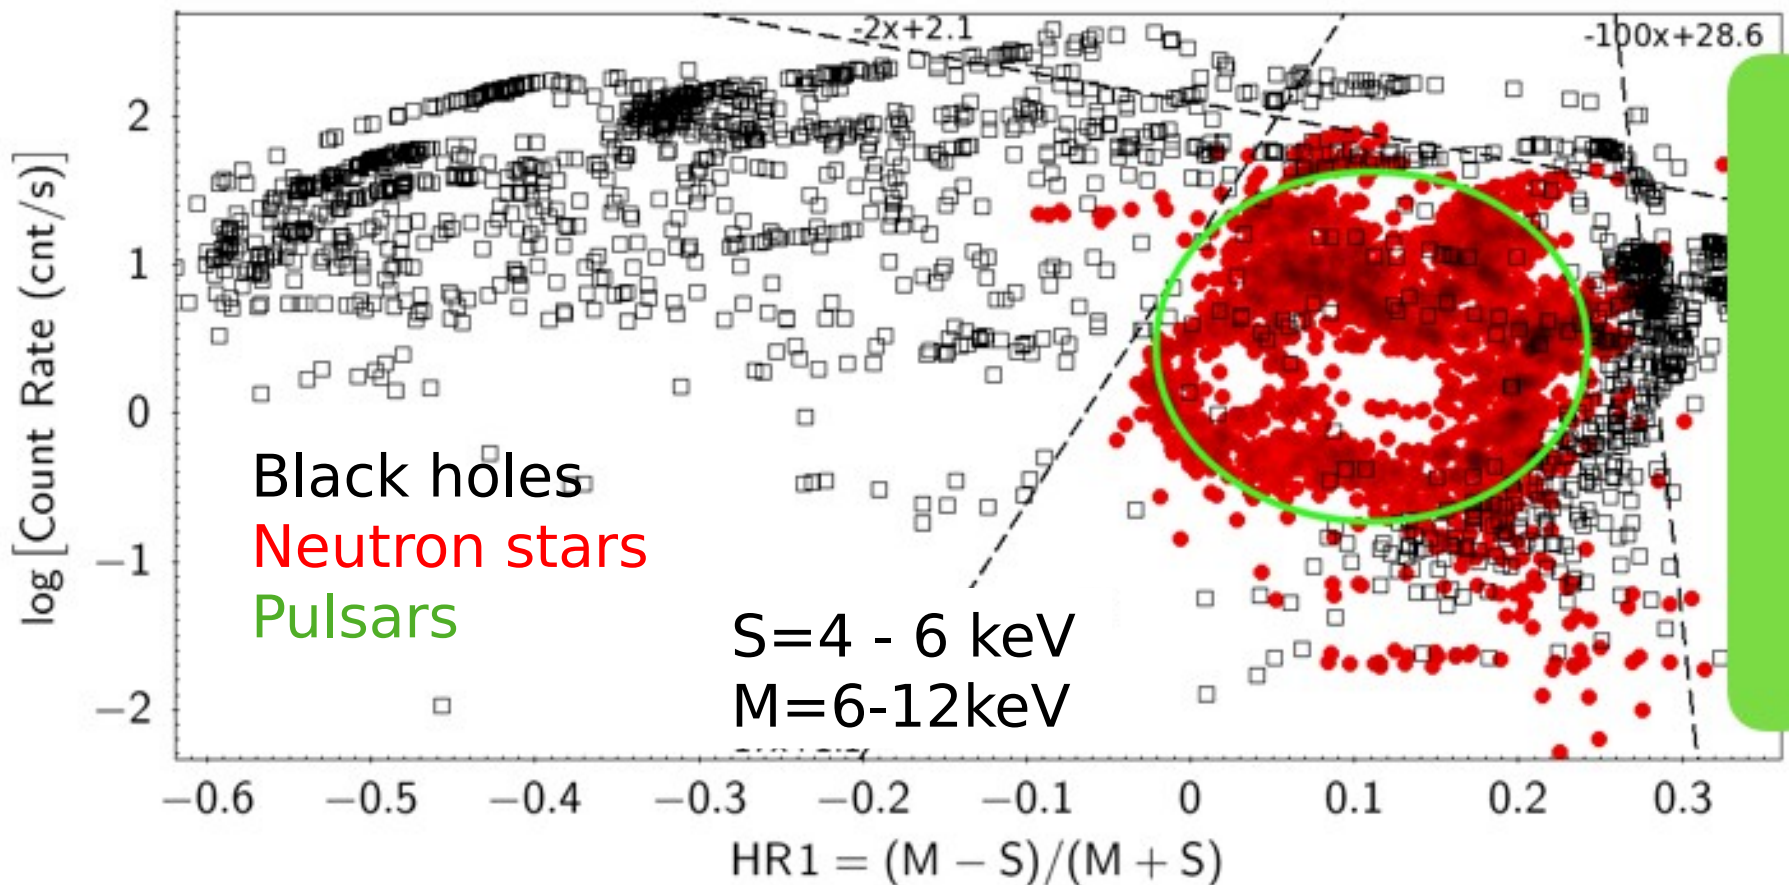 -2x+2.1
-100x+28.6
log [Count Rate (cnt/s)]
2
1
0
−1
−2
Black holes
Neutron stars
Pulsars
S=4 - 6 keV
M=6-12keV
−0.6 −0.5 −0.4 −0.3 −0.2 −0.1 0 0.1 0.2 0.3
HR1 = (M − S)/(M + S)